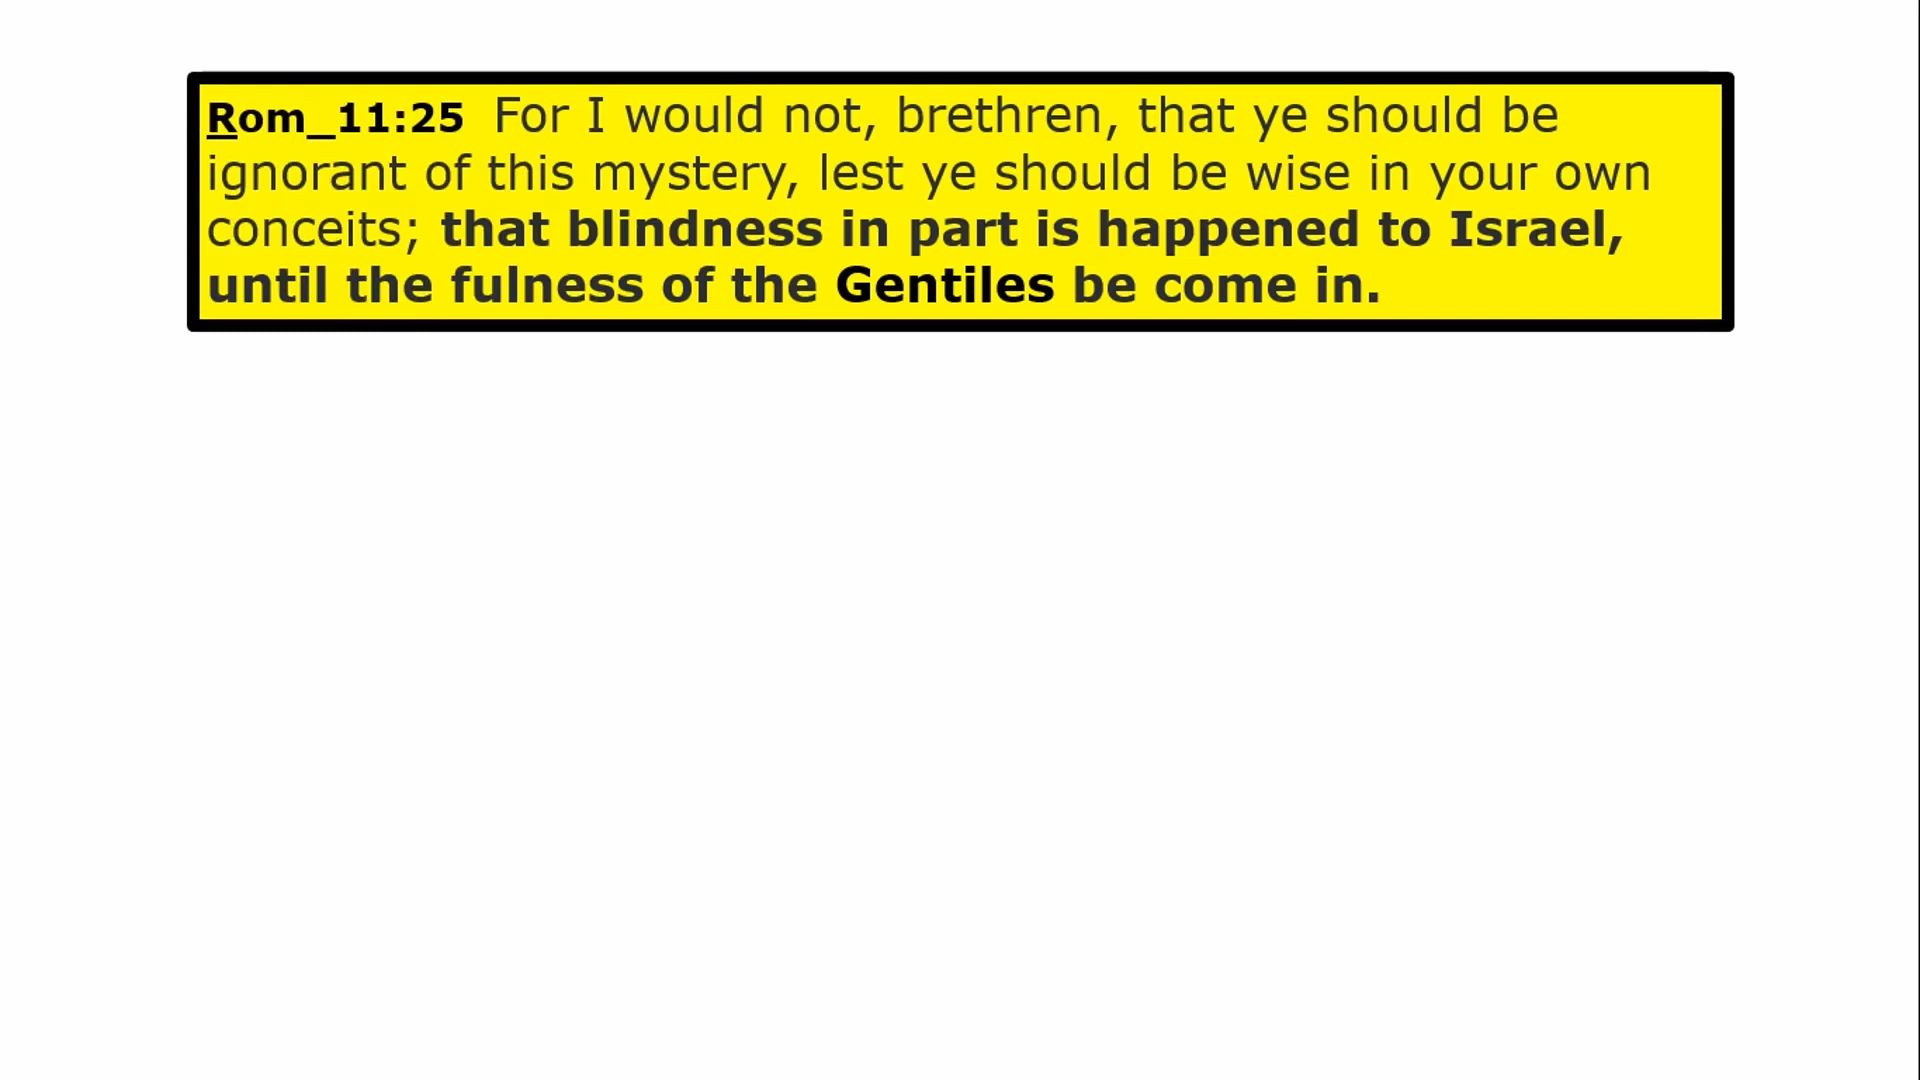 Rom_11:25 For I would not, brethren, that ye should be
ignorant of this mystery, lest ye should be wise in your own
conceits; that blindness in part is happened to Israel,
until the fulness of the Gentiles be come in.